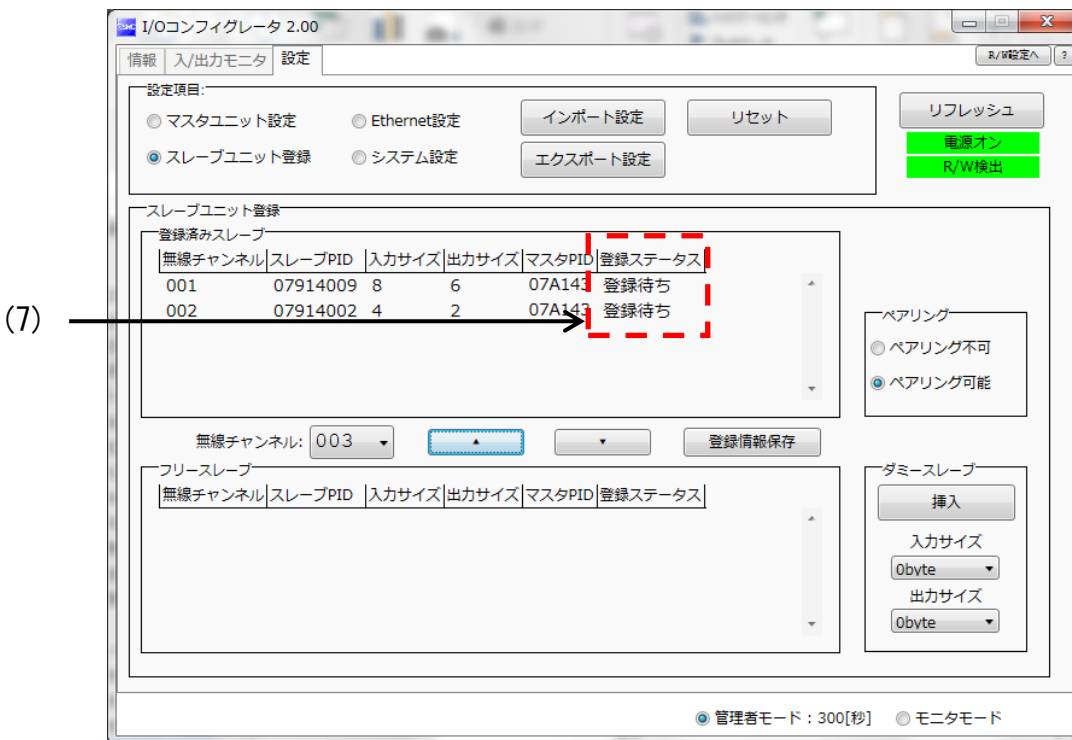 I/Oコンフィグレータ 2.00
情報 入/出力モニタ 設定
R/W設定へ ?
設定項目:
マスタユニット設定 Ethernet設定 インポート設定 リセット
スレーブユニット登録 システム設定 エクスポート設定
リフレッシュ
電源オン
R/W検出
スレーブユニット登録
登録済みスレーブ
無線チャンネル スレーブPID 入力サイズ 出力サイズ マスタPID 登録ステータス
001 07914009 8 6 07A143 登録待ち
002 07914002 4 2 07A143 登録待ち
(7)
ペアリング
ペアリング不可
ペアリング可能
無線チャンネル: 003 登録情報保存
フリースレーブ
無線チャンネル スレーブPID 入力サイズ 出力サイズ マスタPID 登録ステータス
ダミースレーブ
挿入
入力サイズ
0byte
出力サイズ
0byte
管理者モード：300[秒] モニタモード